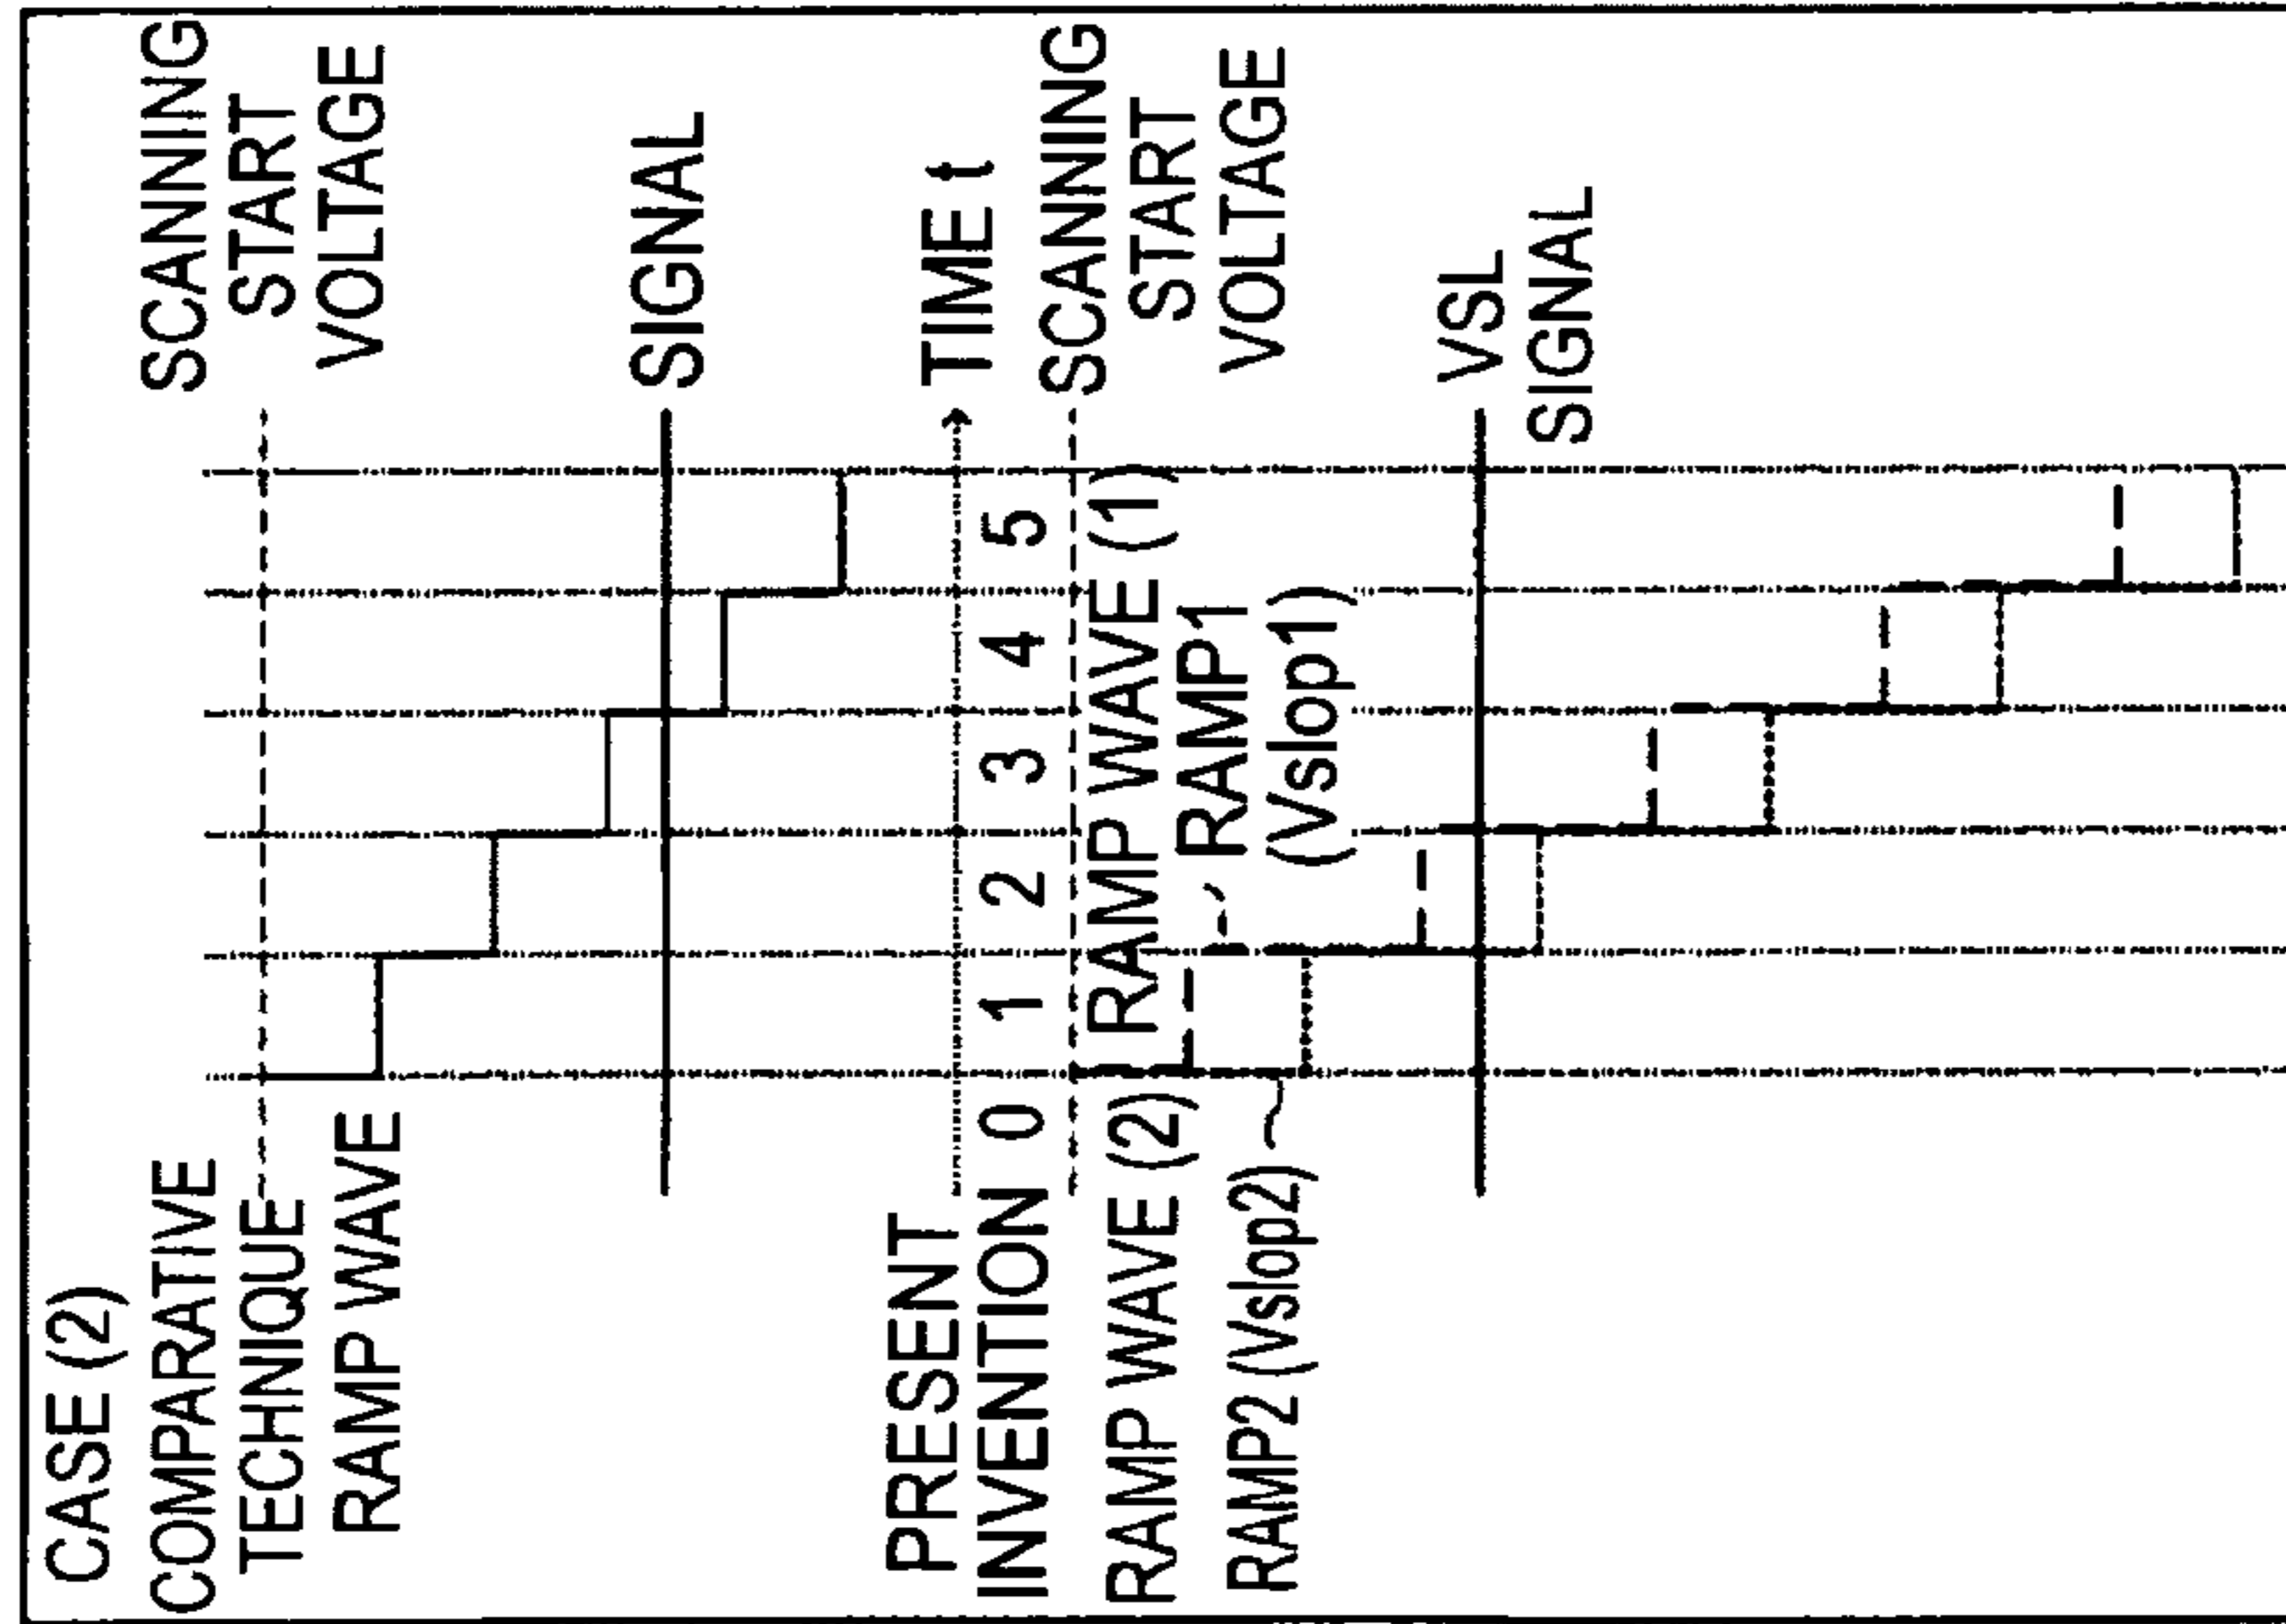 CASE (2)
COMPARATIVE
TECHNIQUE
RAMP WAVE
SCANNING
START
VOLTAGE
SIGNAL
TIME t
PRESENT
INVENTION
0 1 2 3 4 5
SCANNING
START
VOLTAGE
RAMP WAVE (2)
RAMP2 (Vslop2)
RAMP WAVE (1)
RAMP1
(Vslop1)
VSL
SIGNAL